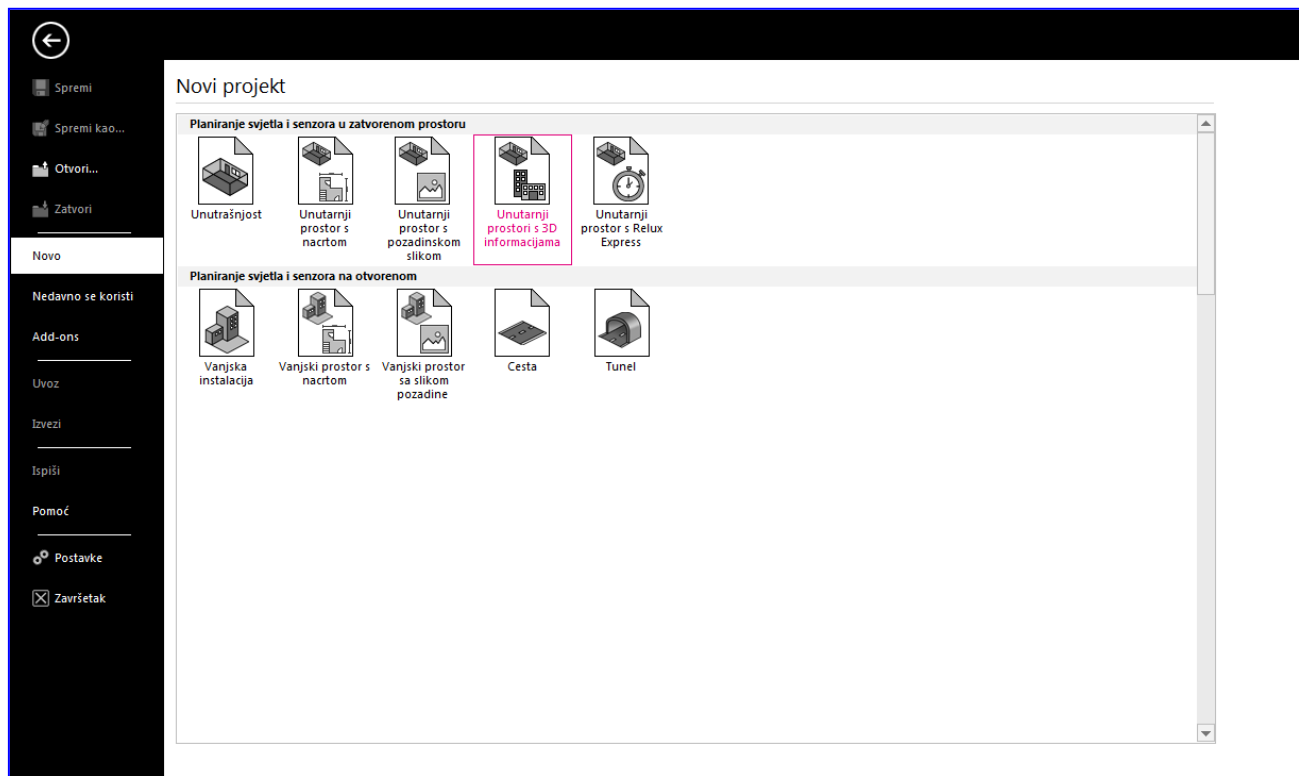 Spremi
Spremi kao...
Otvori...
Zatvori
Novo
Nedavno se koristi
Add-ons
Uvoz
Izvezi
Ispiši
Pomoć
Postavke
Završetak
Novi projekt
Planiranje svjetla i senzora u zatvorenom prostoru
Unutrašnjost
Unutarnji
prostor s
nacrtom
Unutarnji
prostor s
pozadinskom
slikom
Unutarnji
prostori s 3D
informacijama
Unutarnji
prostor s Relux
Express
Planiranje svjetla i senzora na otvorenom
Vanjska
instalacija
Vanjski prostor s
nacrtom
Vanjski prostor
sa slikom
pozadine
Cesta
Tunel